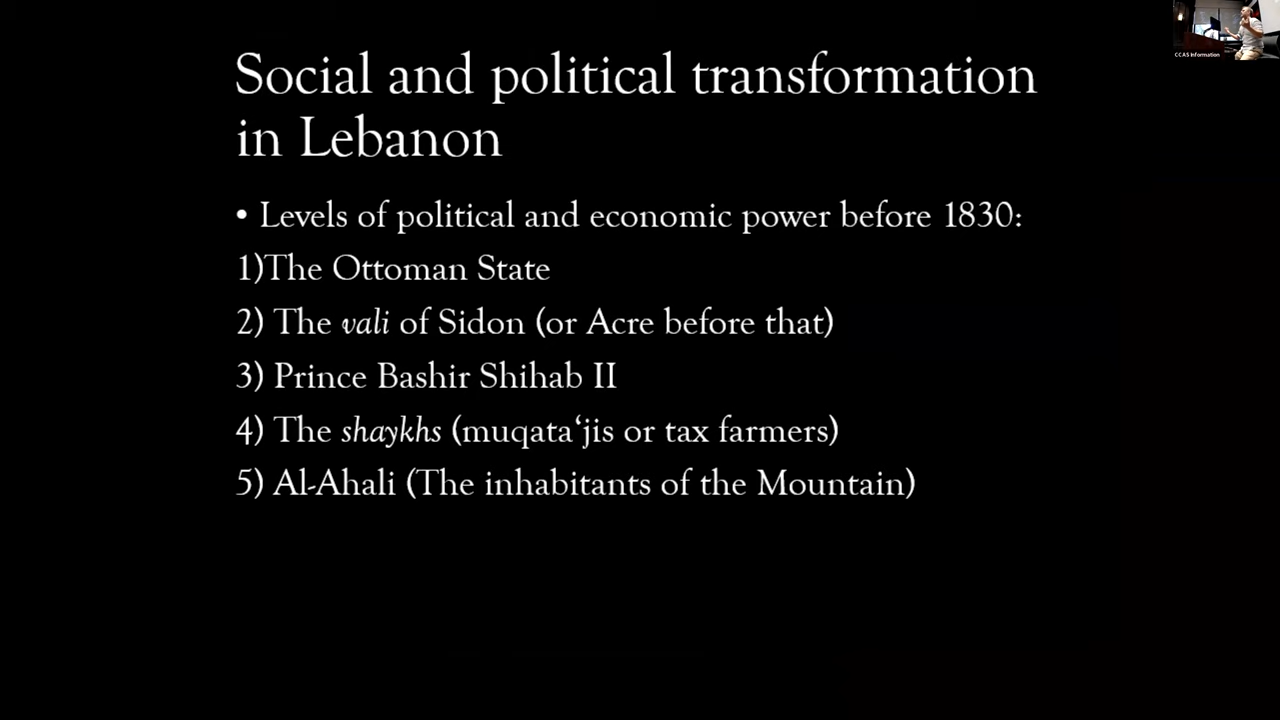 Social and political transformation
in Lebanon
• Levels of political and economic power before 1830:
1)The Ottoman State
2) The vali of Sidon (or Acre before that)
3) Prince Bashir Shihab II
4) The shaykhs (muqata‘jis or tax farmers)
5) Al-Ahali (The inhabitants of the Mountain)
CCAS Information